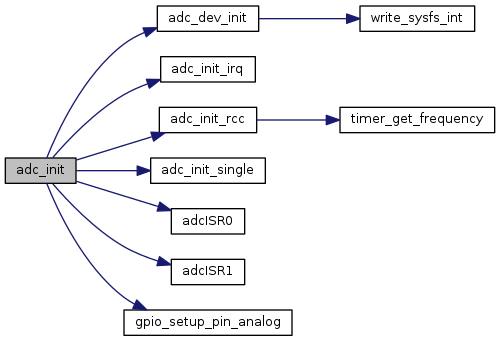 adc_init
adc_dev_init
write_sysfs_int
adc_init_irq
adc_init_rcc
timer_get_frequency
adc_init_single
adcISR0
adcISR1
gpio_setup_pin_analog